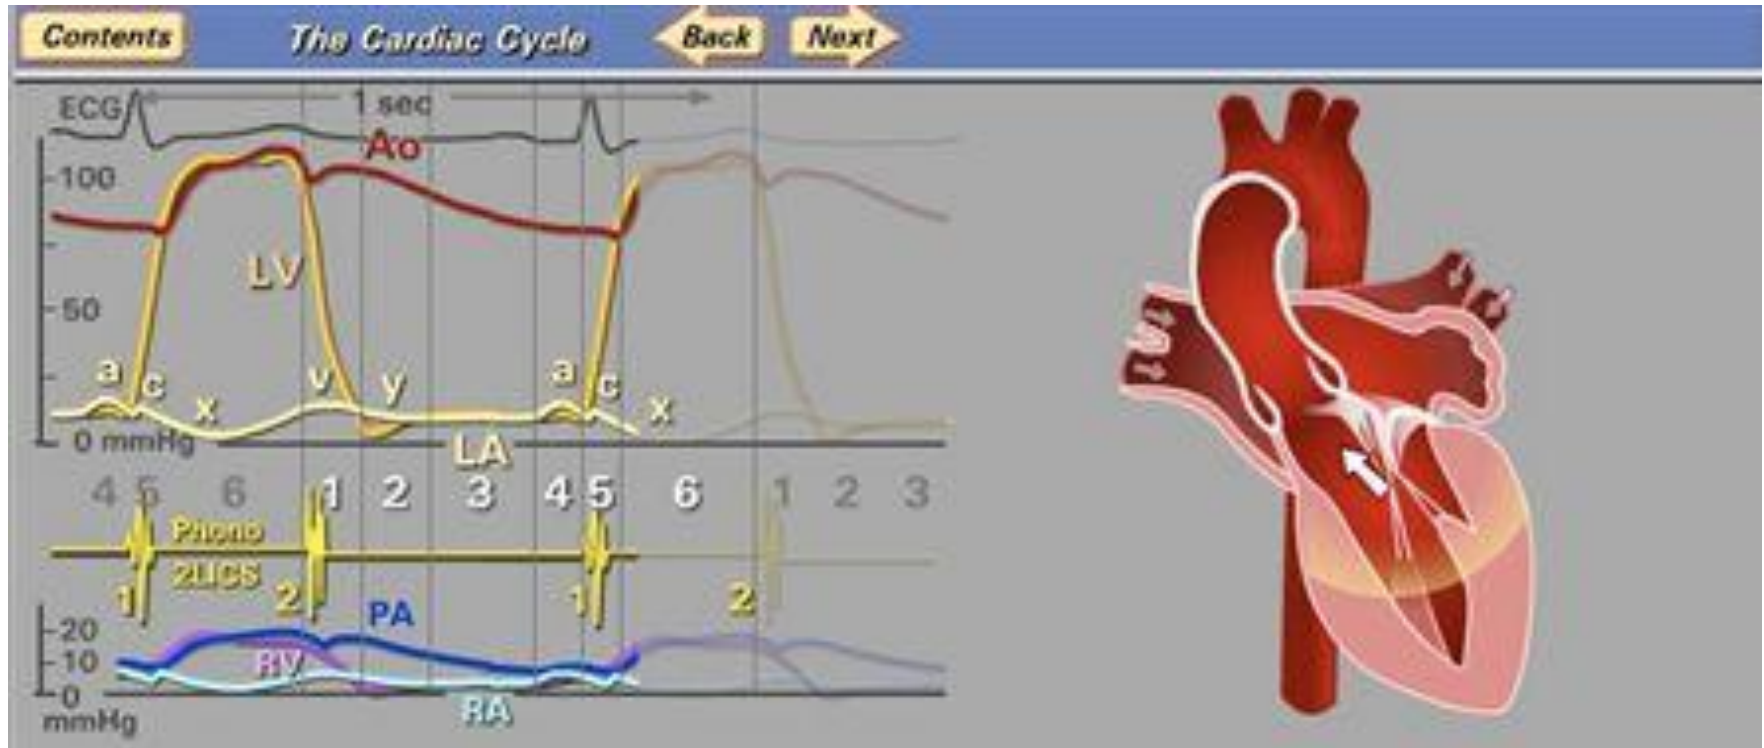 Contents The Cardiac Cycle Back Next
ECG 1 sec
Ao
100
LV
50
a c v y a c
x x
0 mmHg LA
4 5 6 1 2 3 4 5 6 1 2 3
Phono
2LICS
1 2 1 2
PA
20
RV
10
0
RA
mmHg